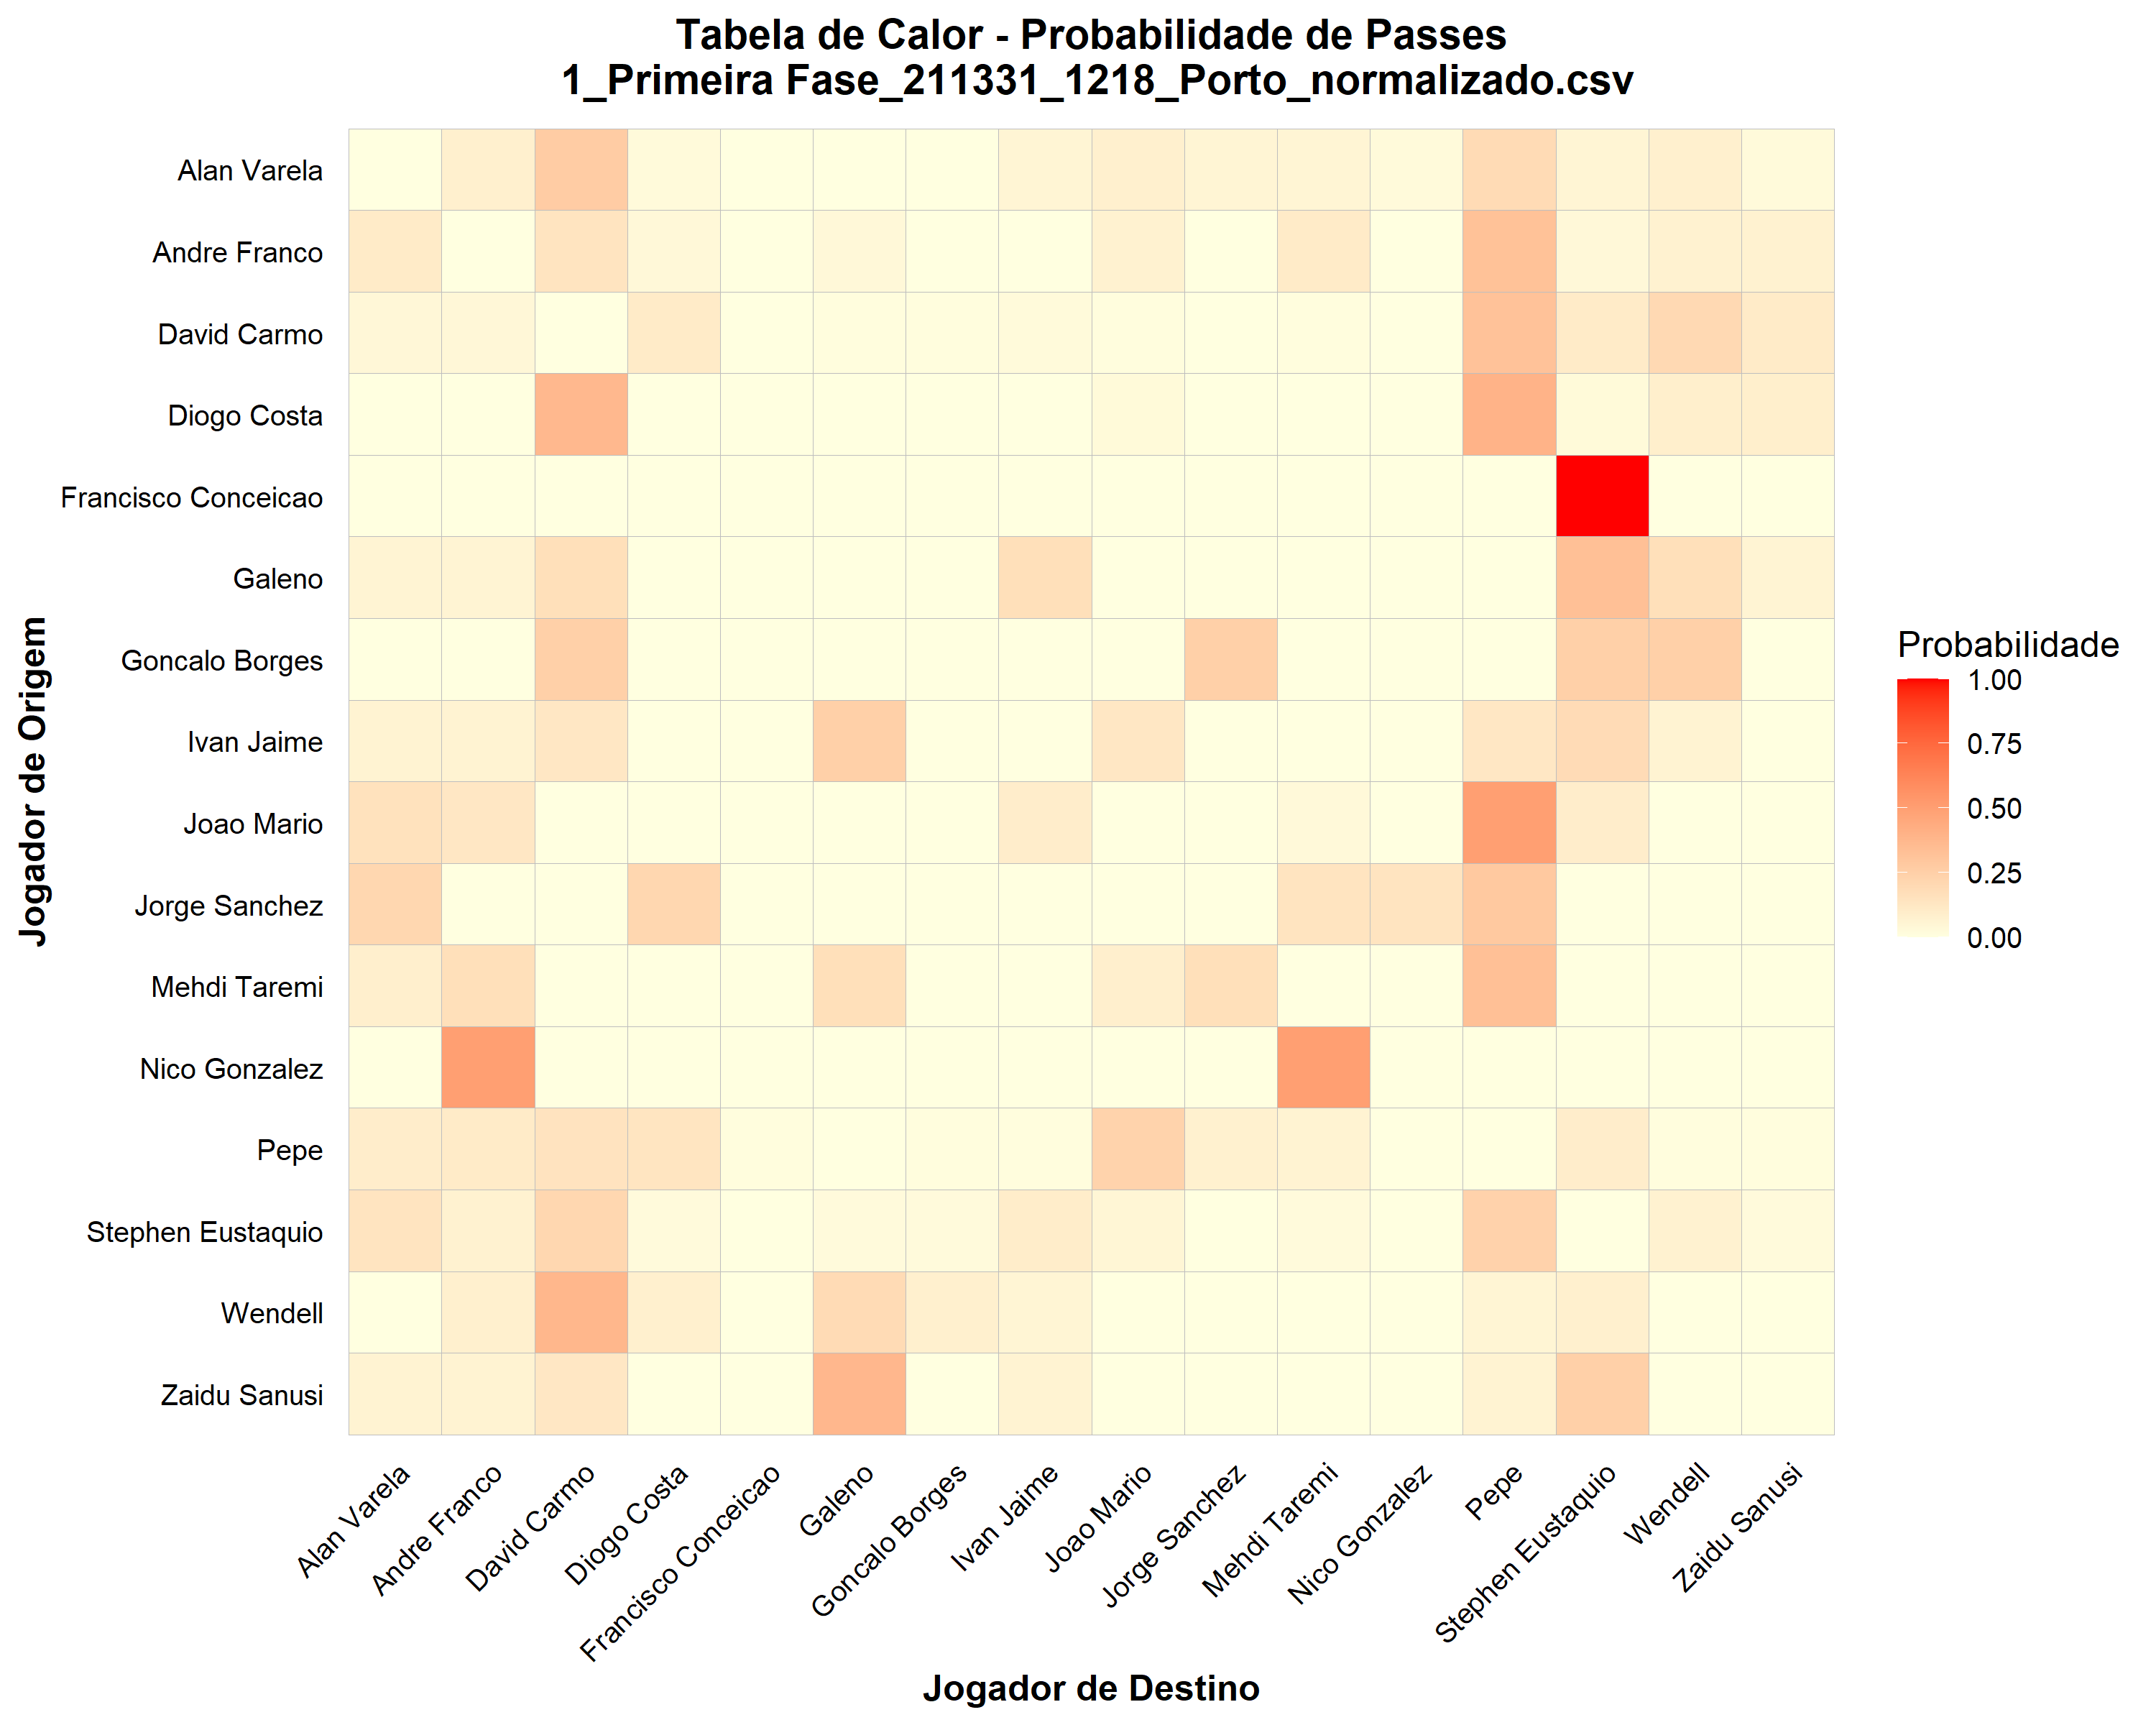 Tabela de Calor - Probabilidade de Passes
1_Primeira Fase_211331_1218_Porto_normalizado.csv
Jogador de Origem
Alan Varela
Andre Franco
David Carmo
Diogo Costa
Francisco Conceicao
Galeno
Goncalo Borges
Ivan Jaime
Joao Mario
Jorge Sanchez
Mehdi Taremi
Nico Gonzalez
Pepe
Stephen Eustaquio
Wendell
Zaidu Sanusi
Alan Varela
Andre Franco
David Carmo
Diogo Costa
Francisco Conceicao
Galeno
Goncalo Borges
Ivan Jaime
Joao Mario
Jorge Sanchez
Mehdi Taremi
Nico Gonzalez
Pepe
Stephen Eustaquio
Wendell
Zaidu Sanusi
Jogador de Destino
Probabilidade
1.00
0.75
0.50
0.25
0.00